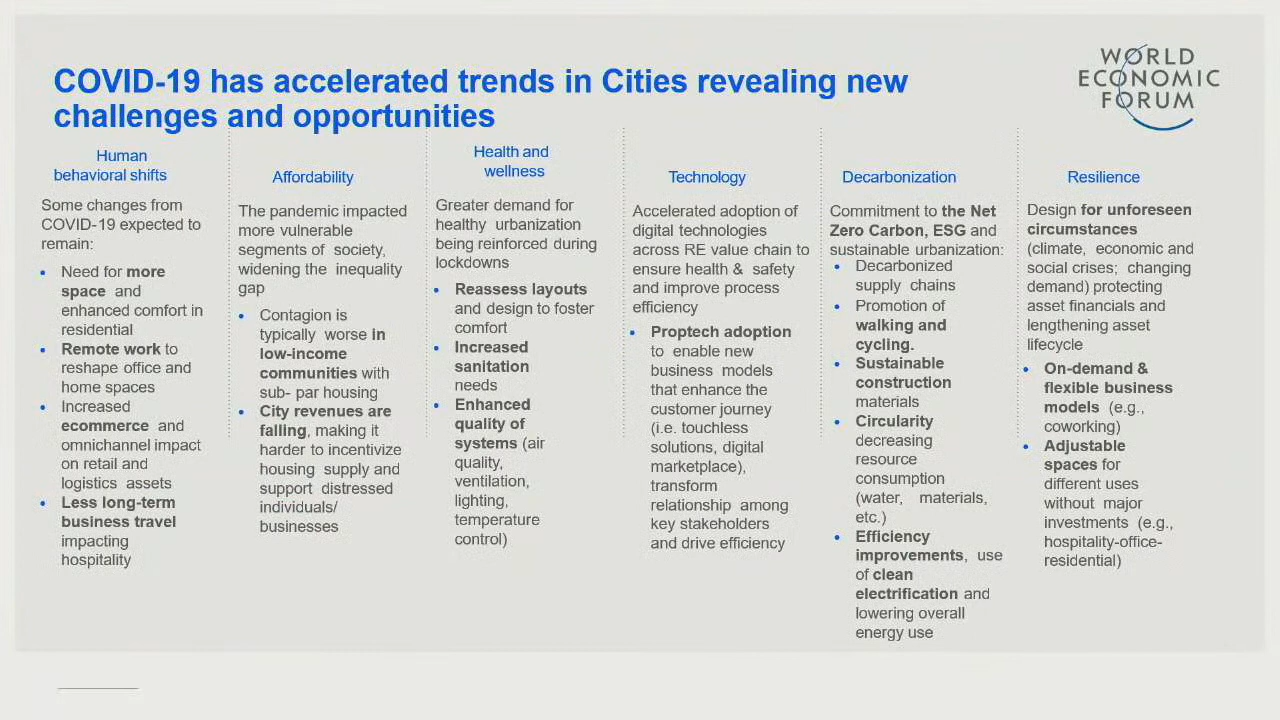 COVID-19 has accelerated trends in Cities revealing new
challenges and opportunities
WORLD
ECONOMIC
FORUM
Human
behavioral shifts
Some changes from
COVID-19 expected to
remain:
• Need for more
space and
enhanced comfort in
residential
• Remote work to
reshape office and
home spaces
• Increased
ecommerce and
omnichannel impact
on retail and
logistics assets
• Less long-term
business travel
impacting
hospitality
Affordability
The pandemic impacted
more vulnerable
segments of society,
widening the inequality
gap
• Contagion is
typically worse in
low-income
communities with
sub- par housing
• City revenues are
falling, making it
harder to incentivize
housing supply and
support distressed
individuals/
businesses
Health and
wellness
Greater demand for
healthy urbanization
being reinforced during
lockdowns
• Reassess layouts
and design to foster
comfort
• Increased
sanitation
needs
• Enhanced
quality of
systems (air
quality,
ventilation,
lighting,
temperature
control)
Technology
Accelerated adoption of
digital technologies
across RE value chain to
ensure health & safety
and improve process
efficiency
• Proptech adoption
to enable new
business models
that enhance the
customer journey
(i.e. touchless
solutions, digital
marketplace),
transform
relationship among
key stakeholders
and drive efficiency
Decarbonization
Commitment to the Net
Zero Carbon, ESG and
sustainable urbanization:
• Decarbonized
supply chains
• Promotion of
walking and
cycling.
• Sustainable
construction
materials
• Circularity
decreasing
resource
consumption
(water, materials,
etc.)
• Efficiency
improvements, use
of clean
electrification and
lowering overall
energy use
Resilience
Design for unforeseen
circumstances
(climate, economic and
social crises; changing
demand) protecting
asset financials and
lengthening asset
lifecycle
• On-demand &
flexible business
models (e.g.,
coworking)
• Adjustable
spaces for
different uses
without major
investments (e.g.,
hospitality-office-
residential)